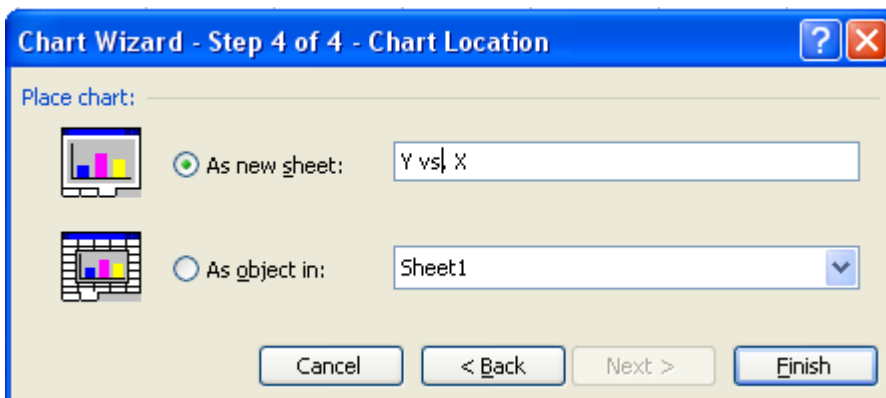 Chart Wizard - Step 4 of 4 - Chart Location
Place chart:
As new sheet: Y vs. X
As object in: Sheet1
Cancel < Back Next > Finish